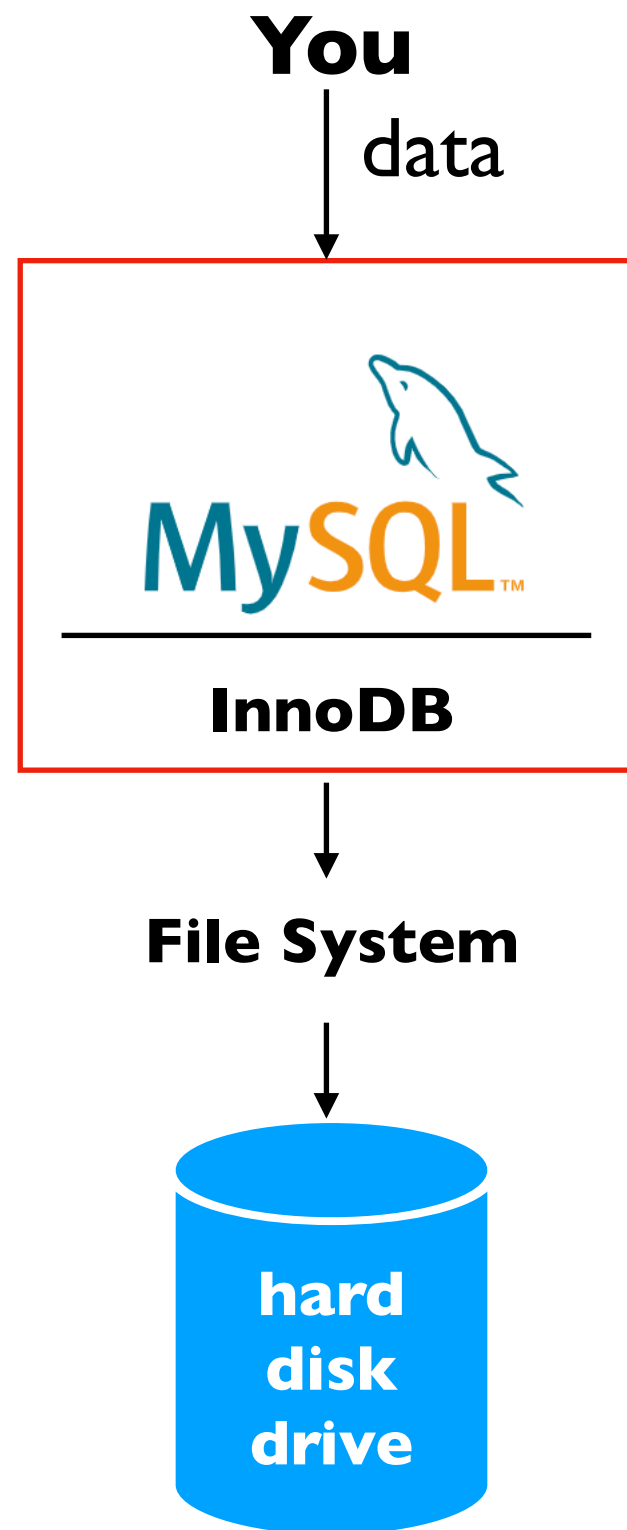 You
data
MySQL™
InnoDB
File System
hard
disk
drive